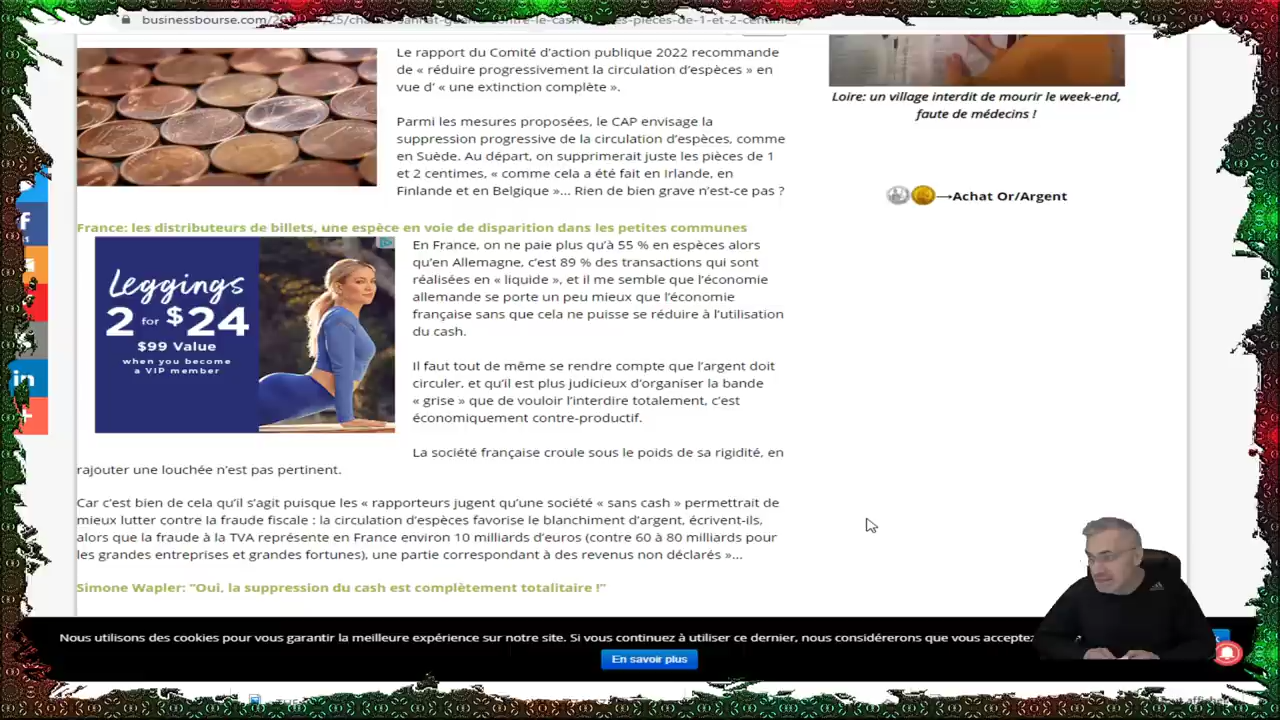 businessbourse.com/20
Le rapport du Comité d'action publique 2022 recommande
de « réduire progressivement la circulation d'espèces » en
vue d' « une extinction complète ».
Parmi les mesures proposées, le CAP envisage la
suppression progressive de la circulation d'espèces, comme
en Suède. Au départ, on supprimerait juste les pièces de 1
et 2 centimes, « comme cela a été fait en Irlande, en
Finlande et en Belgique »... Rien de bien grave n'est-ce pas ?
France: les distributeurs de billets, une espèce en voie de disparition dans les petites communes
Leggings
2 for $24
$99 Value
when you become
a VIP member
En France, on ne paie plus qu'à 55 % en espèces alors
qu'en Allemagne, c'est 89 % des transactions qui sont
réalisées en « liquide », et il me semble que l'économie
allemande se porte un peu mieux que l'économie
française sans que cela ne puisse se réduire à l'utilisation
du cash.
Il faut tout de même se rendre compte que l'argent doit
circuler, et qu'il est plus judicieux d'organiser la bande
« grise » que de vouloir l'interdire totalement, c'est
économiquement contre-productif.
La société française croule sous le poids de sa rigidité, en
rajouter une louchée n'est pas pertinent.
Car c'est bien de cela qu'il s'agit puisque les « rapporteurs jugent qu'une société « sans cash » permettrait de
mieux lutter contre la fraude fiscale : la circulation d'espèces favorise le blanchiment d'argent, écrivent-ils,
alors que la fraude à la TVA représente en France environ 10 milliards d'euros (contre 60 à 80 milliards pour
les grandes entreprises et grandes fortunes), une partie correspondant à des revenus non déclarés »...
Simone Wapler: "Oui, la suppression du cash est complètement totalitaire !"
Loire: un village interdit de mourir le week-end,
faute de médecins !
→Achat Or/Argent
Nous utilisons des cookies pour vous garantir la meilleure expérience sur notre site. Si vous continuez à utiliser ce dernier, nous considérerons que vous acceptez
En savoir plus